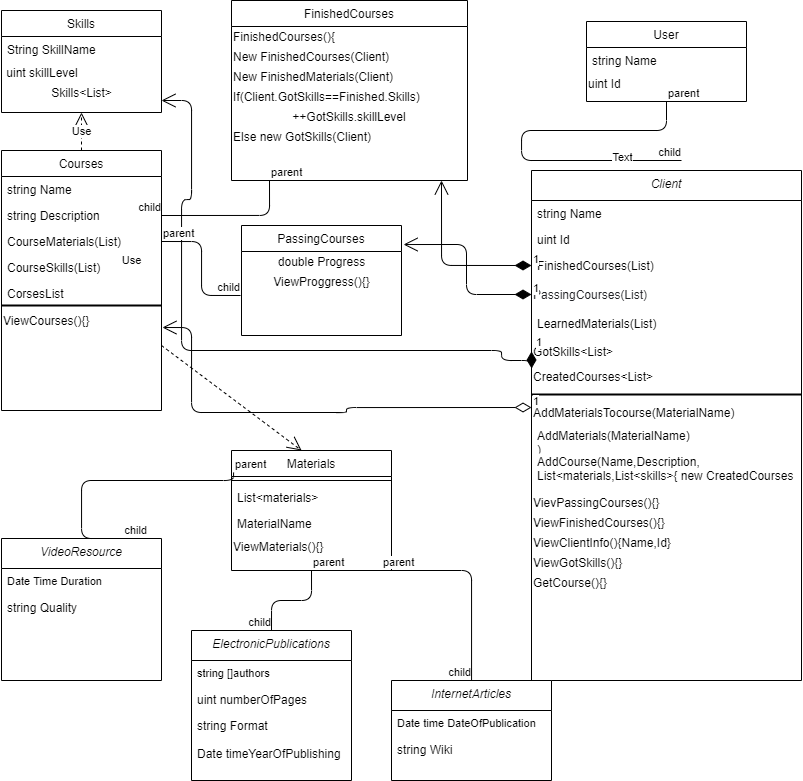 Skills
String SkillName
uint skillLevel
Skills<List>
Use
FinishedCourses
FinishedCourses(){
New FinishedCourses(Client)
New FinishedMaterials(Client)
If(Client.GotSkills==Finished.Skills)
++GotSkills.skillLevel
Else new GotSkills(Client)
parent
User
string Name
uint Id
parent
Text
child
Courses
string Name
string Description
CourseMaterials(List)
CourseSkills(List)
CorsesList
ViewCourses(){}
child
parent
Use
child
PassingCourses
double Progress
ViewProggress(){}
Client
string Name
uint Id
1
FinishedCourses(List)
1
PassingCourses(List)
LearnedMaterials(List)
1
GotSkills<List>
CreatedCourses<List>
1
AddMaterialsTocourse(MaterialName)
AddMaterials(MaterialName)
)
AddCourse(Name,Description,
List<materials,List<skills>{ new CreatedCourses
VievPassingCourses(){}
ViewFinishedCourses(){}
ViewClientInfo(){Name,Id}
ViewGotSkills(){}
GetCourse(){}
parent
Materials
List<materials>
MaterialName
ViewMaterials(){}
parent
parent
child
VideoResource
Date Time Duration
string Quality
child
ElectronicPublications
string []authors
uint numberOfPages
string Format
Date timeYearOfPublishing
child
InternetArticles
Date time DateOfPublication
string Wiki